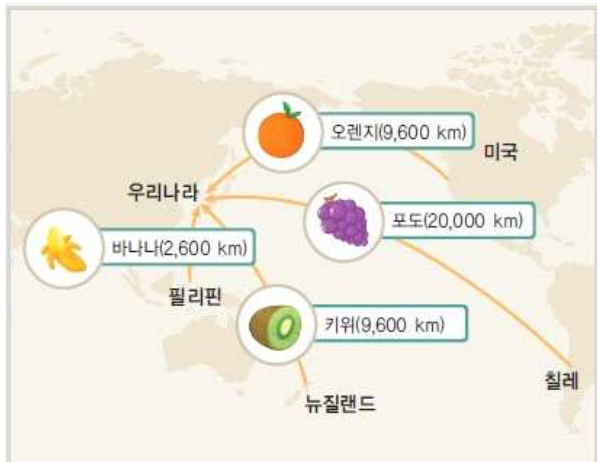 오렌지(9,600 km)
미국
우리나라
포도(20,000 km)
바나나(2,600 km)
필리핀
키위(9,600 km)
칠레
뉴질랜드